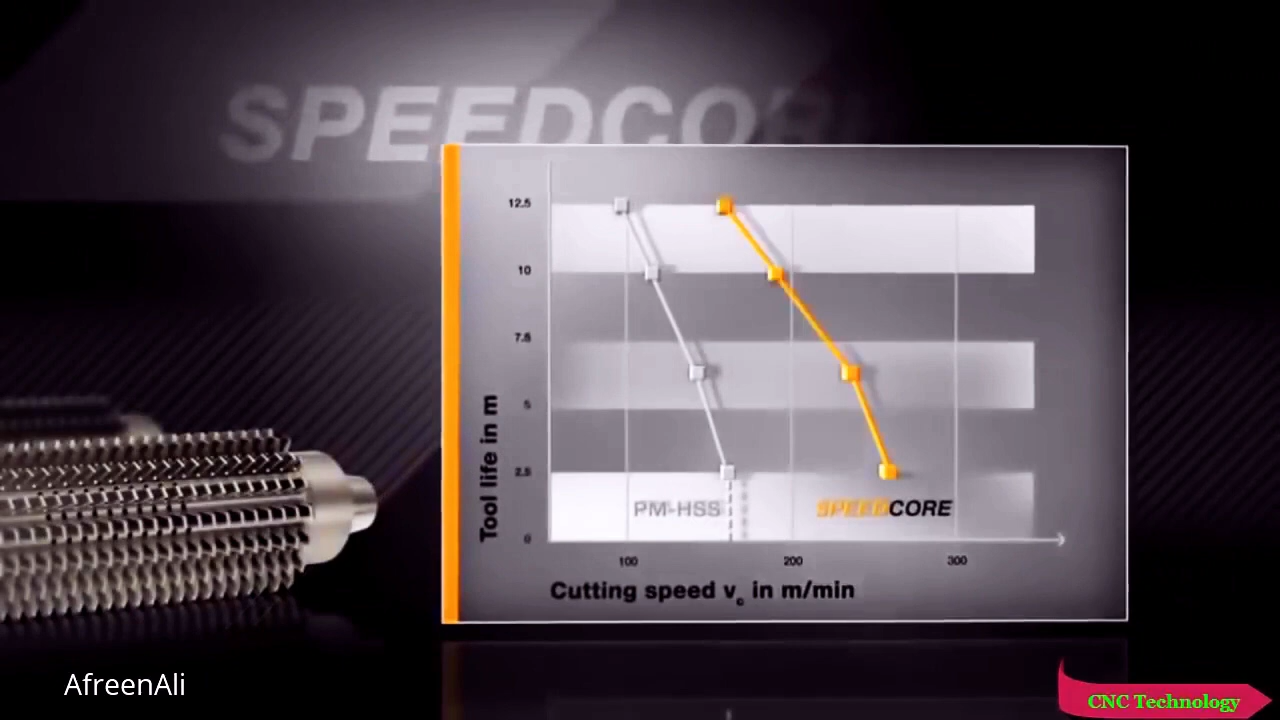 SPEEDCO
12.5
10
7.5
5
2.5
0
Tool life in m
PM-HSS
SPEEDCORE
100
200
300
Cutting speed vc in m/min
AfreenAli
CNC Technology